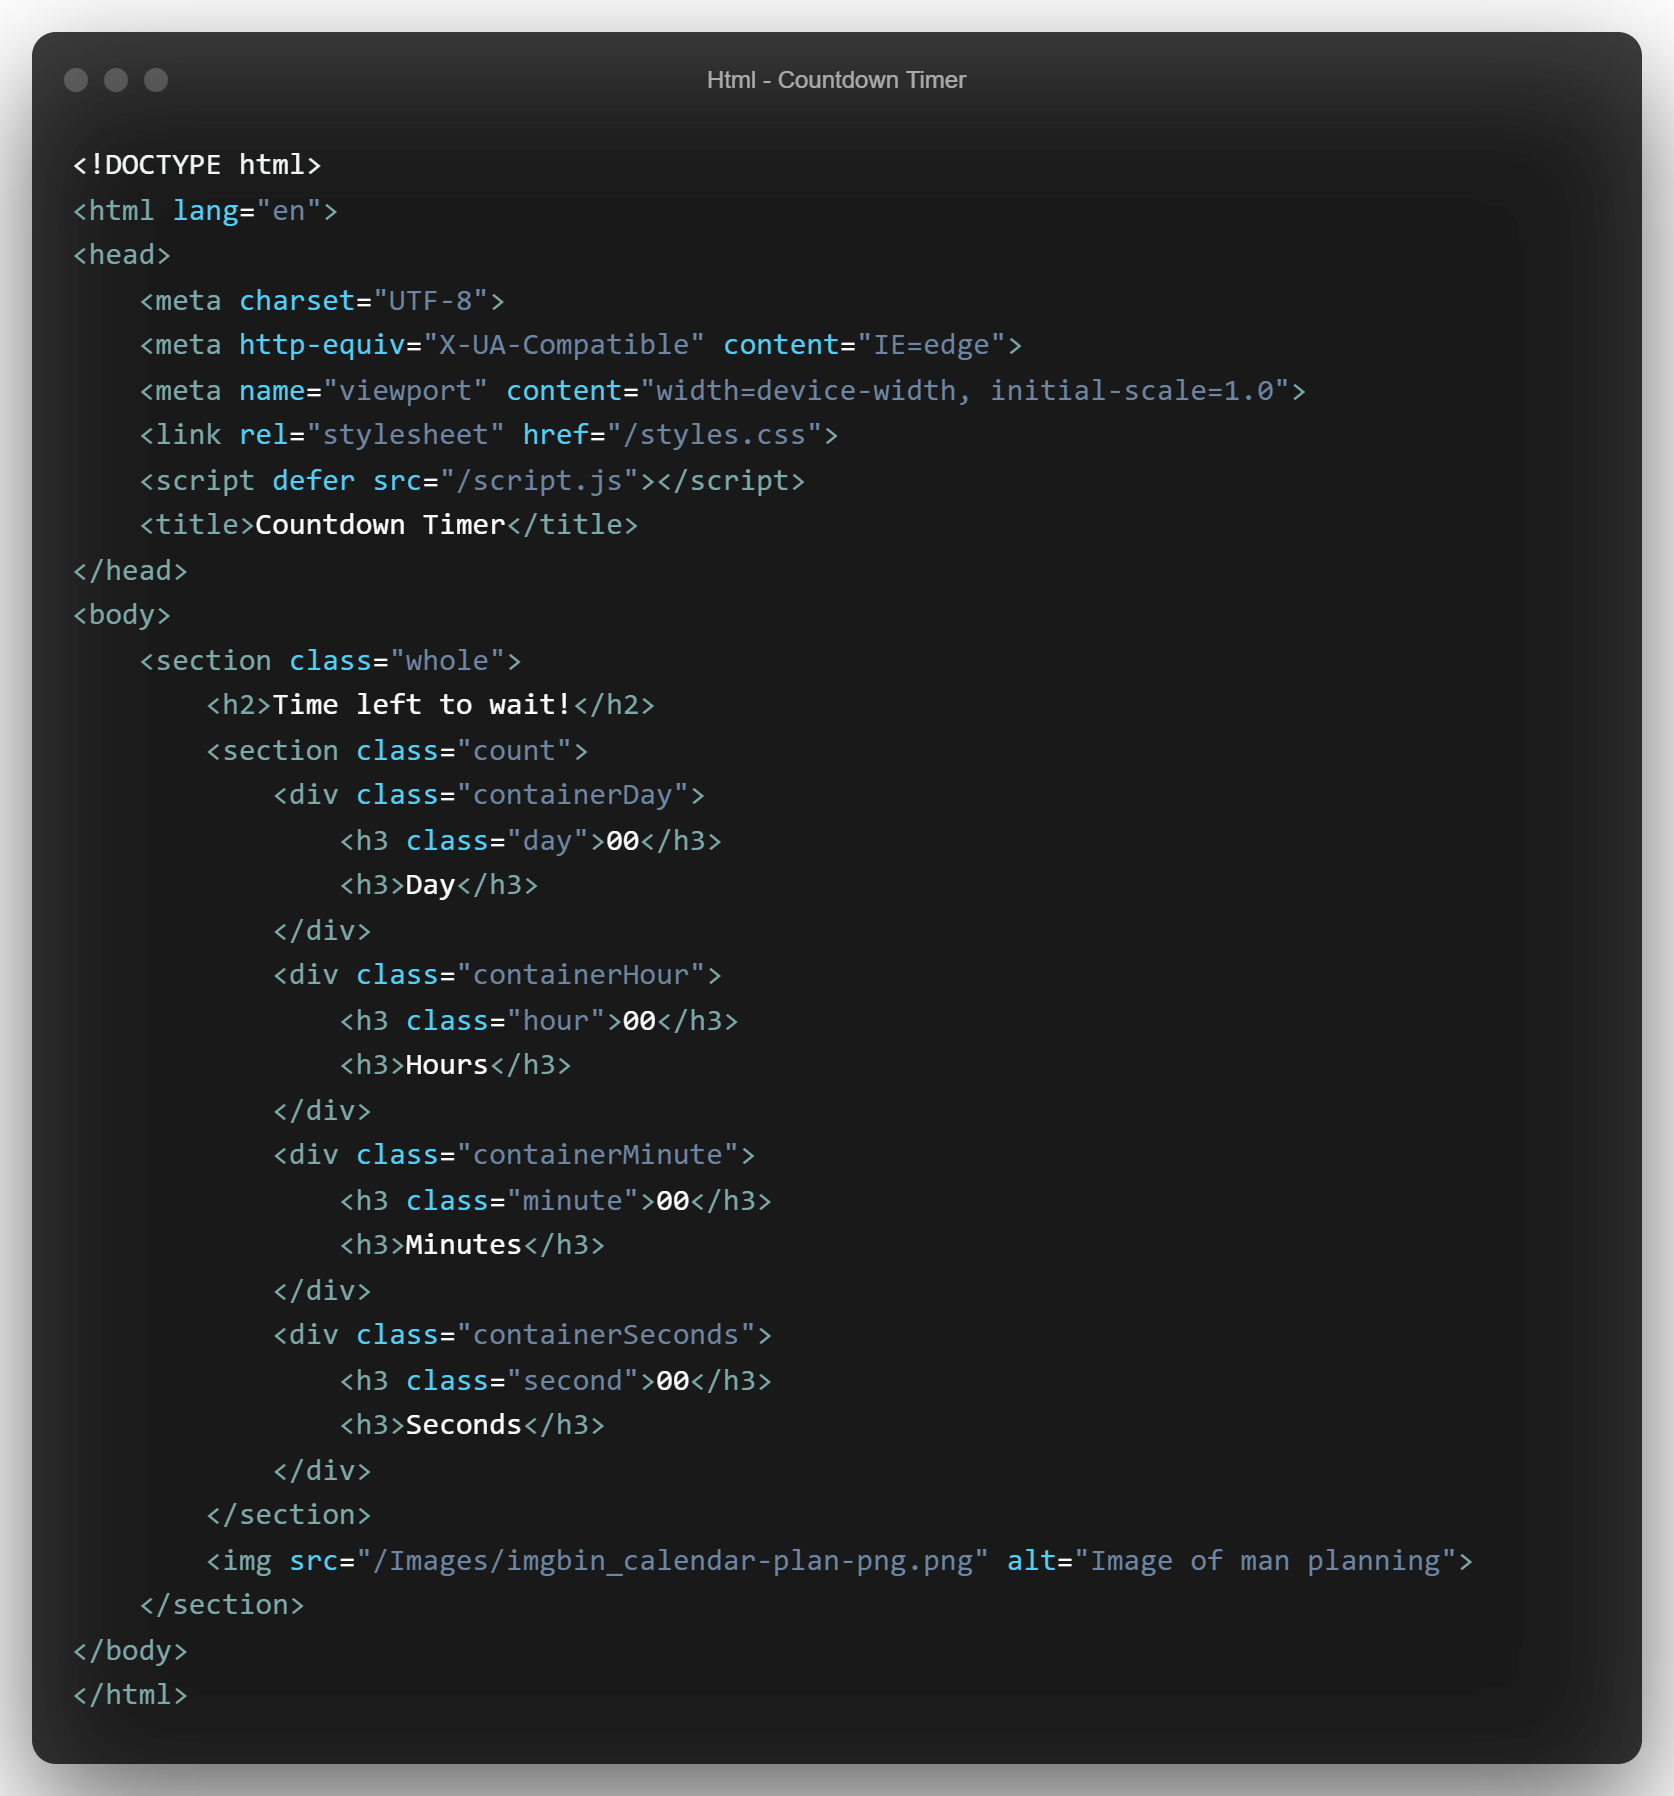 Html - Countdown Timer
<!DOCTYPE html>
<html lang="en">
<head>
    <meta charset="UTF-8">
    <meta http-equiv="X-UA-Compatible" content="IE=edge">
    <meta name="viewport" content="width=device-width, initial-scale=1.0">
    <link rel="stylesheet" href="/styles.css">
    <script defer src="/script.js"></script>
    <title>Countdown Timer</title>
</head>
<body>
    <section class="whole">
        <h2>Time left to wait!</h2>
        <section class="count">
            <div class="containerDay">
                <h3 class="day">00</h3>
                <h3>Day</h3>
            </div>
            <div class="containerHour">
                <h3 class="hour">00</h3>
                <h3>Hours</h3>
            </div>
            <div class="containerMinute">
                <h3 class="minute">00</h3>
                <h3>Minutes</h3>
            </div>
            <div class="containerSeconds">
                <h3 class="second">00</h3>
                <h3>Seconds</h3>
            </div>
        </section>
        <img src="/Images/imgbin_calendar-plan-png.png" alt="Image of man planning">
    </section>
</body>
</html>